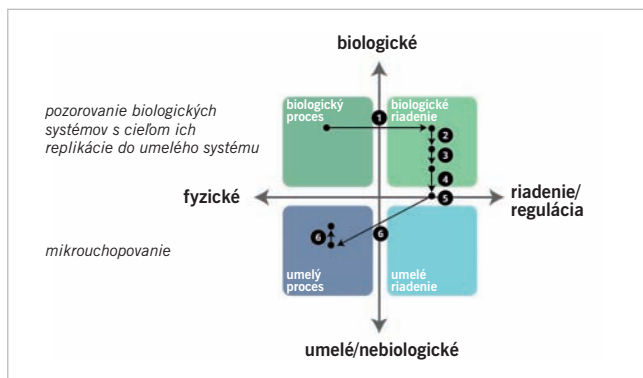 biologické
pozorovanie biologických
systémov s cieľom ich
replikácie do umelého systému
biologický
proces
biologické
riadenie
1
2
3
4
5
fyzické
riadenie/
regulácia
mikrouchopovanie
6
6
umelý
proces
umelé
riadenie
umelé/nebiologické